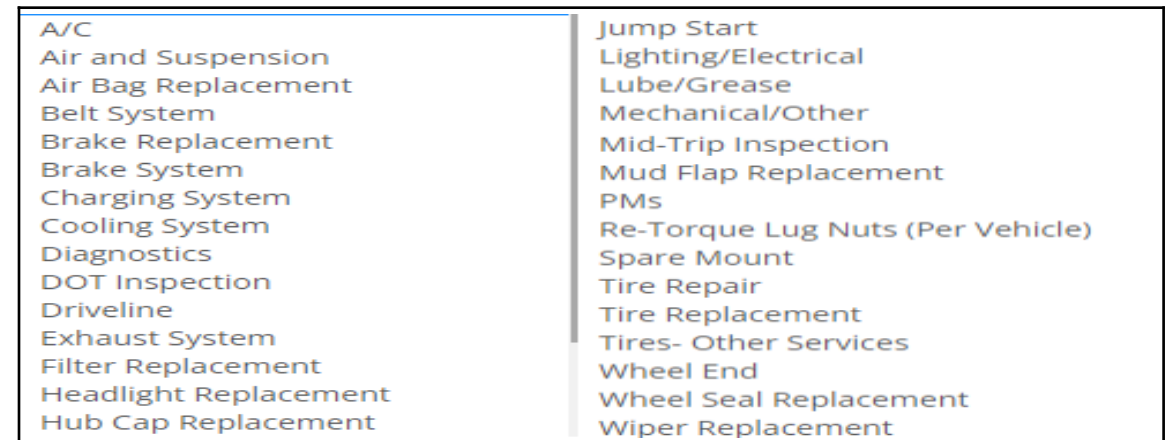 A/C
Air and Suspension
Air Bag Replacement
Belt System
Brake Replacement
Brake System
Charging System
Cooling System
Diagnostics
DOT Inspection
Driveline
Exhaust System
Filter Replacement
Headlight Replacement
Hub Cap Replacement
Jump Start
Lighting/Electrical
Lube/Grease
Mechanical/Other
Mid-Trip Inspection
Mud Flap Replacement
PMs
Re-Torque Lug Nuts (Per Vehicle)
Spare Mount
Tire Repair
Tire Replacement
Tires- Other Services
Wheel End
Wheel Seal Replacement
Wiper Replacement